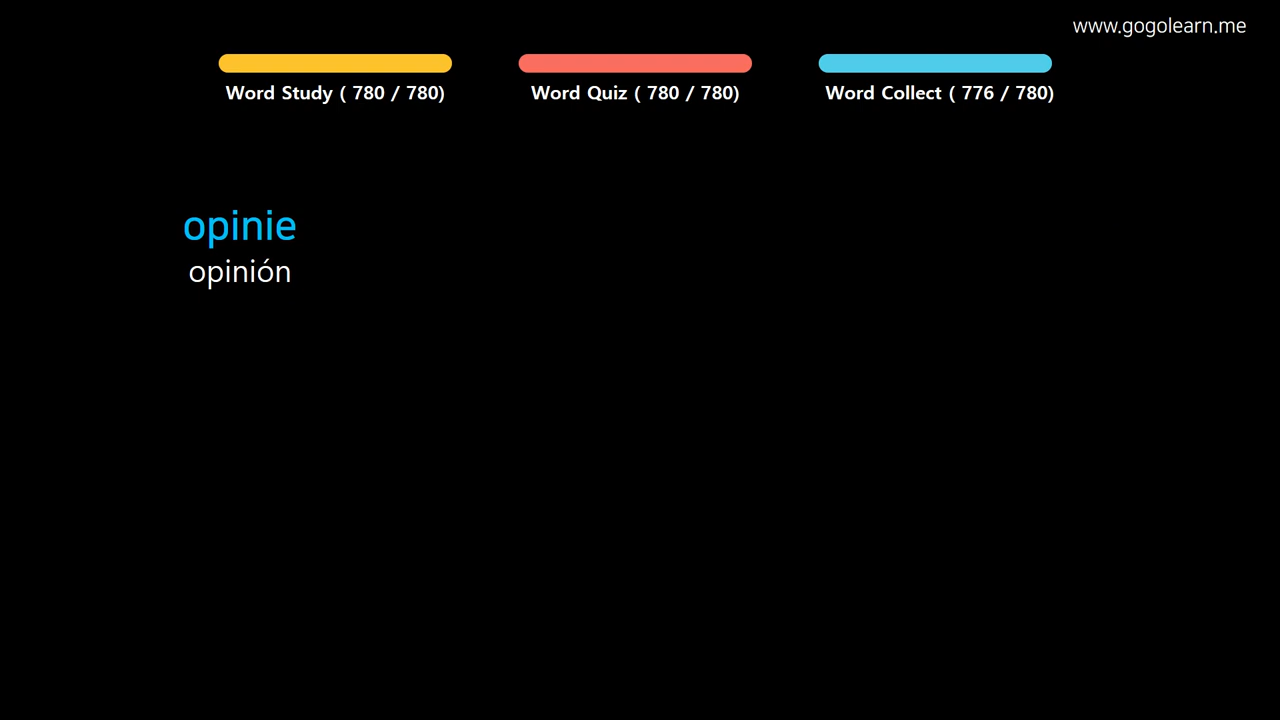 www.gogolearn.me
Word Study ( 780 / 780)
Word Quiz ( 780 / 780)
Word Collect ( 776 / 780)
opinie
opinión